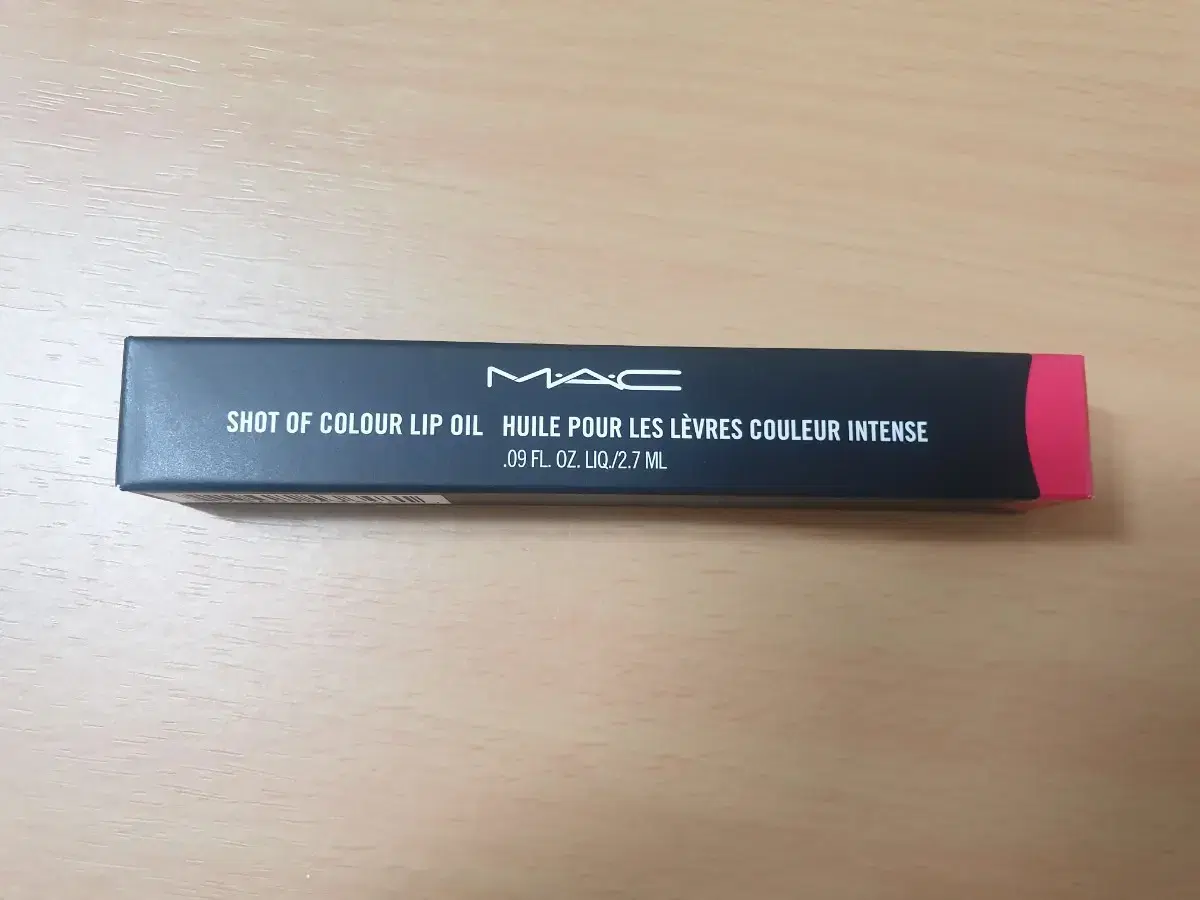 M·A·C
SHOT OF COLOUR LIP OIL HUILE POUR LES LÈVRES COULEUR INTENSE
.09 FL. OZ. LIQ./2.7 ML